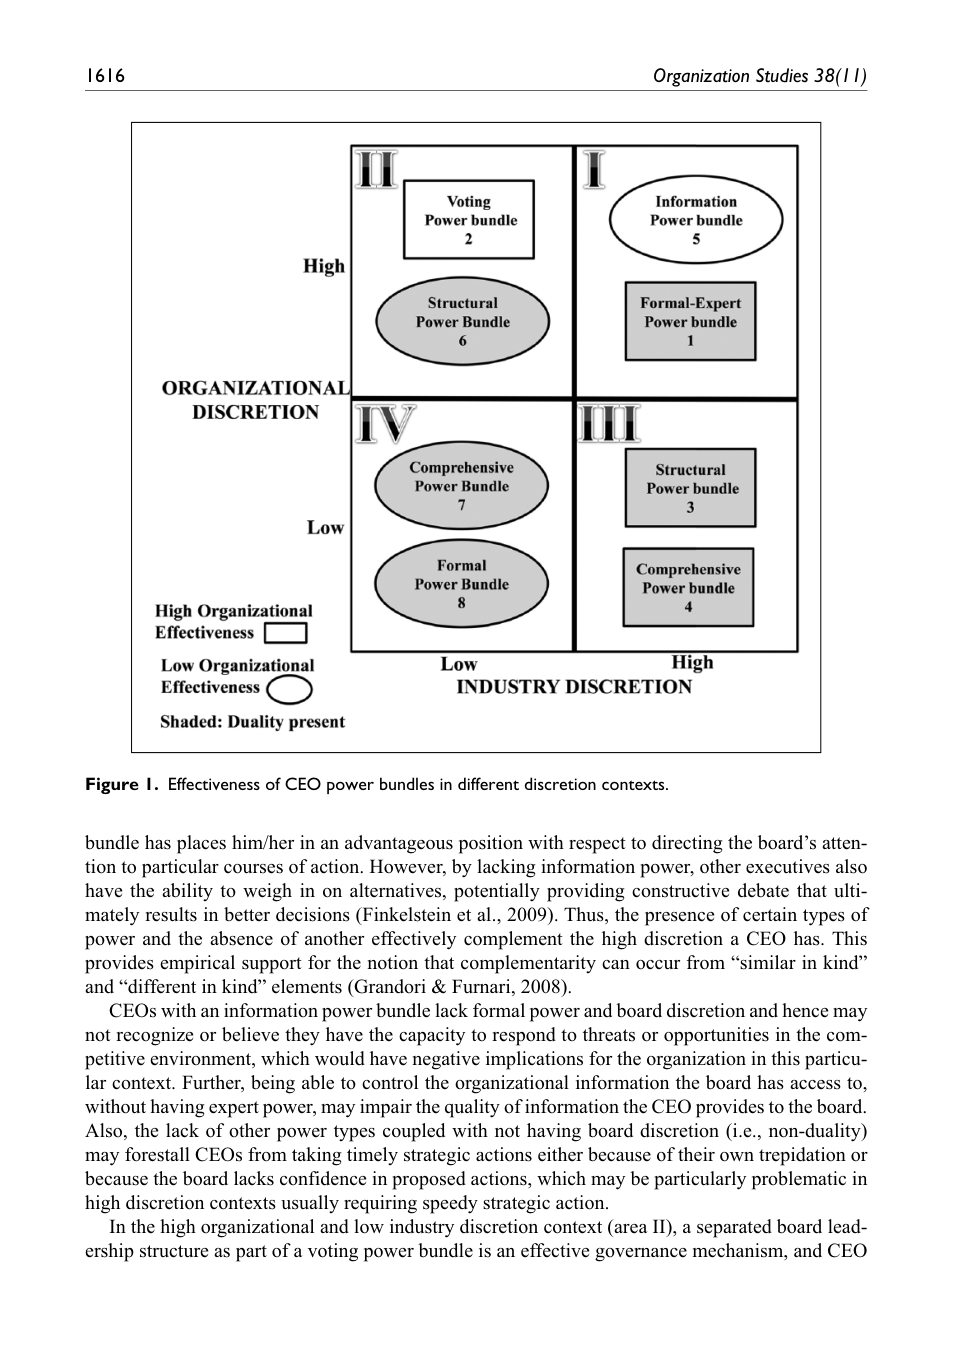 1616
Organization Studies 38(11)
II
I
Voting
Power bundle
2
Information
Power bundle
5
High
Structural
Power Bundle
6
Formal-Expert
Power bundle
1
ORGANIZATIONAL
DISCRETION
IV
III
Comprehensive
Power Bundle
7
Structural
Power bundle
3
Low
Formal
Power Bundle
8
Comprehensive
Power bundle
4
High Organizational
Effectiveness
Low Organizational
Effectiveness
Shaded: Duality present
Low
High
INDUSTRY DISCRETION
Figure 1. Effectiveness of CEO power bundles in different discretion contexts.
bundle has places him/her in an advantageous position with respect to directing the board’s atten-
tion to particular courses of action. However, by lacking information power, other executives also
have the ability to weigh in on alternatives, potentially providing constructive debate that ulti-
mately results in better decisions (Finkelstein et al., 2009). Thus, the presence of certain types of
power and the absence of another effectively complement the high discretion a CEO has. This
provides empirical support for the notion that complementarity can occur from “similar in kind”
and “different in kind” elements (Grandori & Furnari, 2008).
CEOs with an information power bundle lack formal power and board discretion and hence may
not recognize or believe they have the capacity to respond to threats or opportunities in the com-
petitive environment, which would have negative implications for the organization in this particu-
lar context. Further, being able to control the organizational information the board has access to,
without having expert power, may impair the quality of information the CEO provides to the board.
Also, the lack of other power types coupled with not having board discretion (i.e., non-duality)
may forestall CEOs from taking timely strategic actions either because of their own trepidation or
because the board lacks confidence in proposed actions, which may be particularly problematic in
high discretion contexts usually requiring speedy strategic action.
In the high organizational and low industry discretion context (area II), a separated board lead-
ership structure as part of a voting power bundle is an effective governance mechanism, and CEO